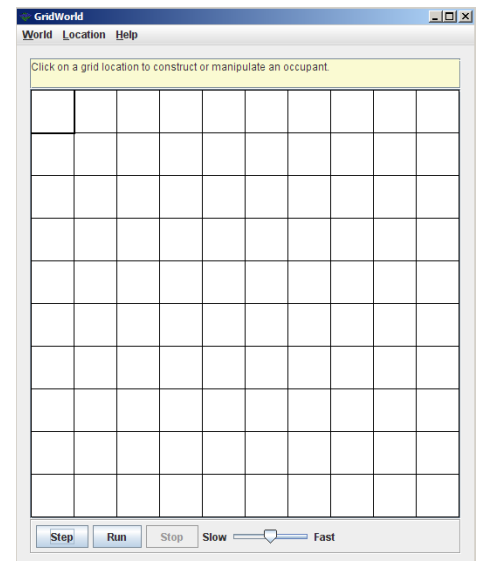 GridWorld
World Location Help
Click on a grid location to construct or manipulate an occupant.
Step Run Stop Slow Fast